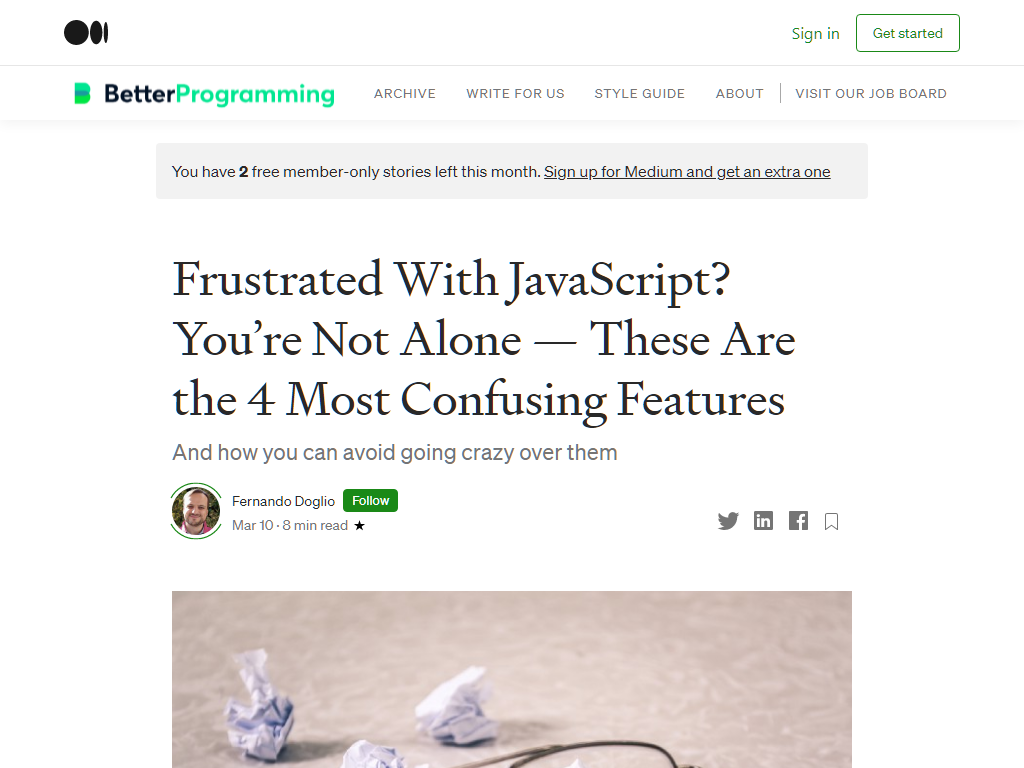 Sign in
Get started
BetterProgramming
ARCHIVE
WRITE FOR US
STYLE GUIDE
ABOUT
VISIT OUR JOB BOARD
You have 2 free member-only stories left this month. Sign up for Medium and get an extra one
Frustrated With JavaScript?
You’re Not Alone — These Are
the 4 Most Confusing Features
And how you can avoid going crazy over them
Fernando Doglio
Follow
Mar 10 · 8 min read ★